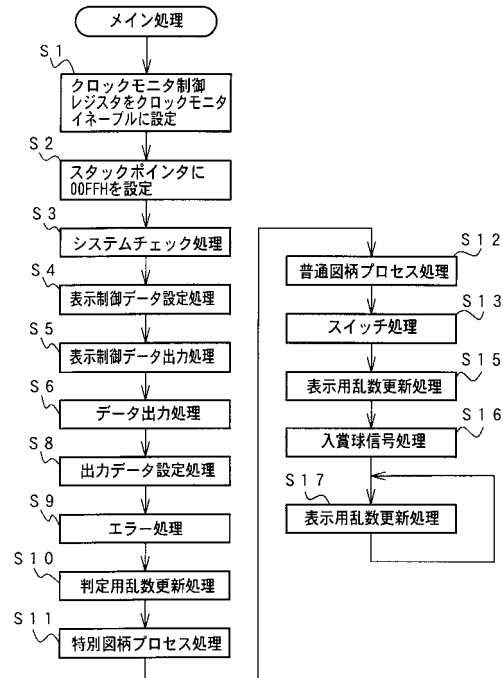 メイン処理
S1
クロックモニタ制御
レジスタをクロックモニタ
イネーブルに設定
S2
スタックポインタに
00FFHを設定
S3
システムチェック処理
S4
表示制御データ設定処理
S5
表示制御データ出力処理
S6
データ出力処理
S8
出力データ設定処理
S9
エラー処理
S10
判定用乱数更新処理
S11
特別図柄プロセス処理
S12
普通図柄プロセス処理
S13
スイッチ処理
S15
表示用乱数更新処理
S16
入賞球信号処理
S17
表示用乱数更新処理